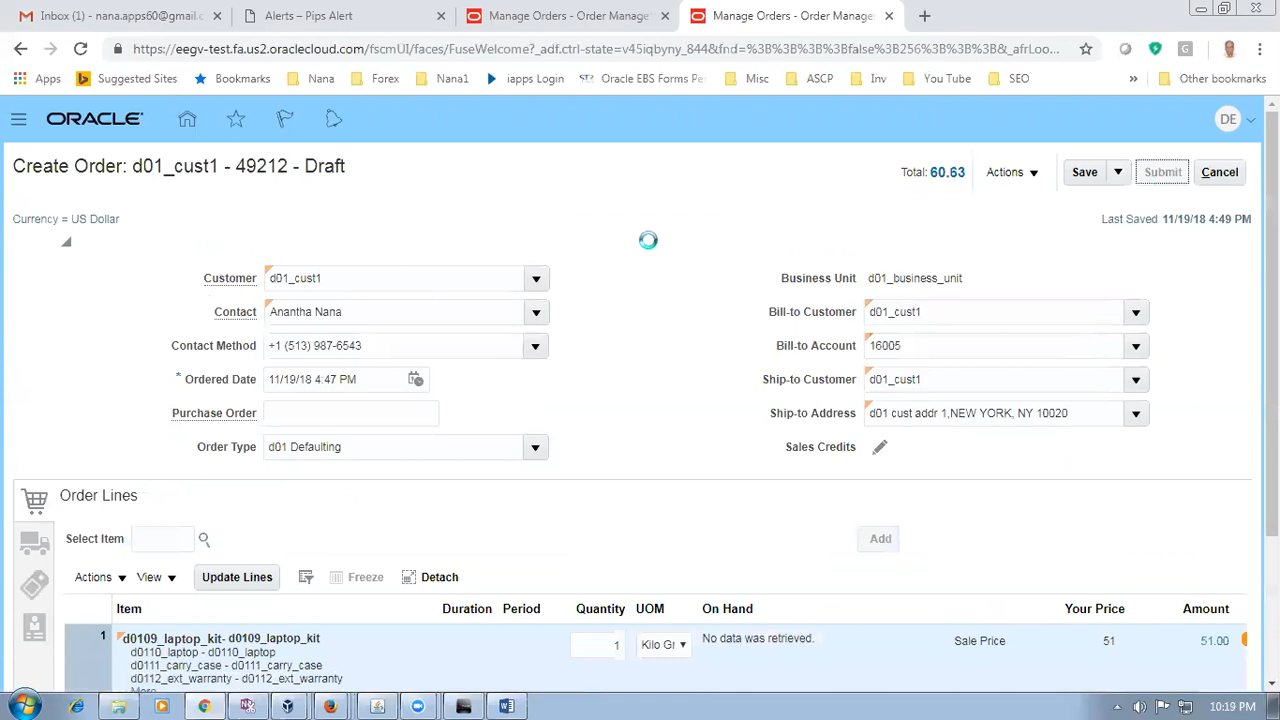 Inbox (1) - nana.apps60@gmail.c
Alerts – Pips Alert
Manage Orders - Order Manage
Manage Orders - Order Manage
https://eegv-test.fa.us2.oraclecloud.com/fscmUI/faces/FuseWelcome?_adf.ctrl-state=v45iqbyny_844&fnd=%3B%3B%3B%3Bfalse%3B256%3B%3B%3B&_afrLoo...
Apps
Suggested Sites
Bookmarks
Nana
Forex
Nana1
iapps Login
Oracle EBS Forms Pe
Misc
ASCP
Inv
You Tube
SEO
»
Other bookmarks
ORACLE
DE
Create Order: d01_cust1 - 49212 - Draft
Total: 60.63
Actions
Save
Submit
Cancel
Currency = US Dollar
Last Saved 11/19/18 4:49 PM
Customer d01_cust1
Business Unit d01_business_unit
Contact Anantha Nana
Bill-to Customer d01_cust1
Contact Method +1 (513) 987-6543
Bill-to Account 16005
* Ordered Date 11/19/18 4:47 PM
Ship-to Customer d01_cust1
Purchase Order
Ship-to Address d01 cust addr 1,NEW YORK, NY 10020
Order Type d01 Defaulting
Sales Credits
Order Lines
Select Item
Add
Actions
View
Update Lines
Freeze
Detach
Item Duration Period Quantity UOM On Hand Your Price Amount
1 d0109_laptop_kit- d0109_laptop_kit 1 Kilo Gr No data was retrieved. Sale Price 51 51.00
d0110_laptop - d0110_laptop
d0111_carry_case - d0111_carry_case
d0112_ext_warranty - d0112_ext_warranty
More
10:19 PM